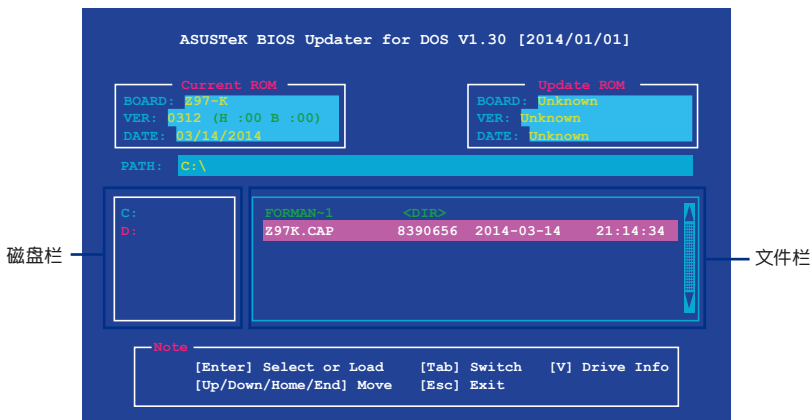 ASUSTeK BIOS Updater for DOS V1.30 [2014/01/01]
Current ROM
BOARD: Z97-K
VER: 0312 (H :00 B :00)
DATE: 03/14/2014
Update ROM
BOARD: Unknown
VER: Unknown
DATE: Unknown
PATH: C:\
磁盘栏
C:
D:
FORMAN~1 <DIR>
Z97K.CAP 8390656 2014-03-14 21:14:34
文件栏
Note
[Enter] Select or Load [Tab] Switch [V] Drive Info
[Up/Down/Home/End] Move [Esc] Exit